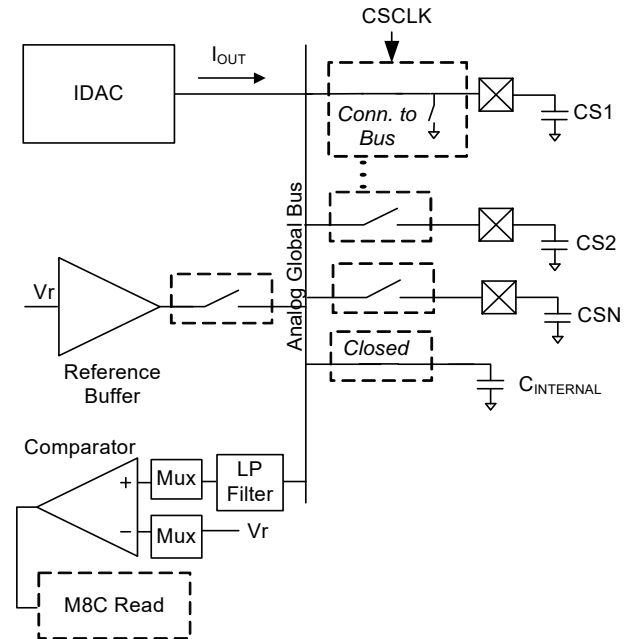 CSCLK
IDAC
IOUT
Conn. to
Bus
CS1
Analog Global Bus
CS2
Vr
Reference
Buffer
CSN
Closed
CINTERNAL
Comparator
+
Mux
LP
Filter
−
Mux
Vr
M8C Read